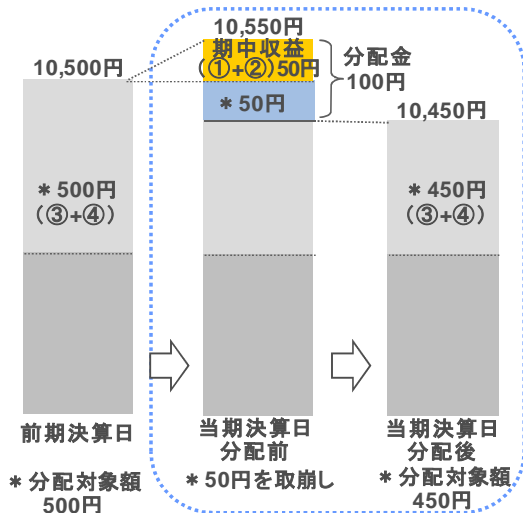 10,500円
＊500円
（③+④）
前期決算日
＊分配対象額
500円
10,550円
期中収益
（①+②）50円
＊50円
分配金
100円
当期決算日
分配前
＊50円を取崩し
10,450円
＊450円
（③+④）
当期決算日
分配後
＊分配対象額
450円